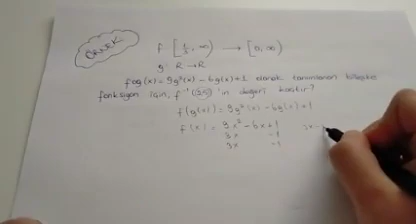 ÖRNEK
f [1/3, ∞) → [0, ∞)
g: R → R
fog(x) = 9g²(x) - 6g(x) + 1 olarak tanımlanan bileşke
fonksiyon için, f⁻¹ 'in değeri kaçtır?
f(g(x)) = 9g²(x) - 6g(x) + 1
f(x) = 9x² - 6x + 1
3x -1
3x -1